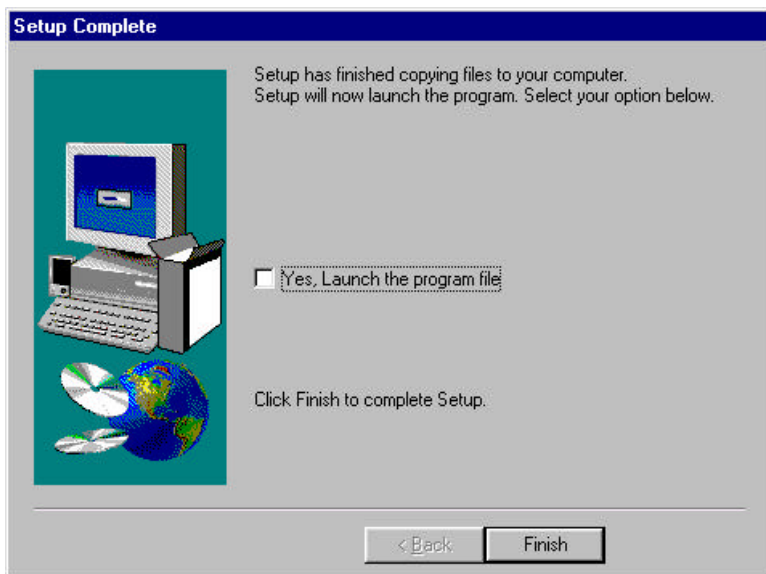 Setup Complete
Setup has finished copying files to your computer.
Setup will now launch the program. Select your option below.
Yes, Launch the program file
Click Finish to complete Setup.
< Back
Finish